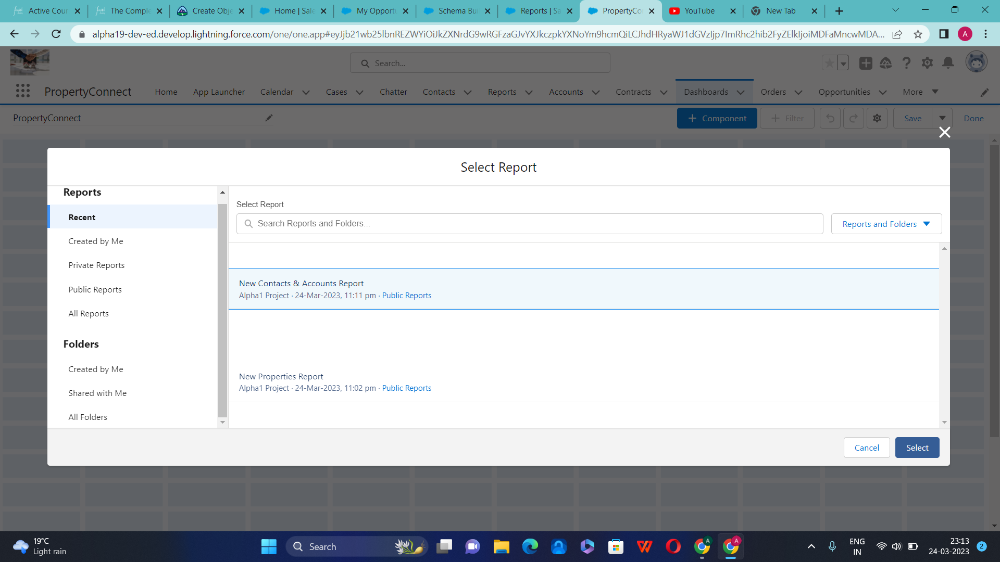 Active Cour
The Comple
Create Obje
Home | Sale
My Opportu
Schema Bui
Reports | Sa
PropertyCo
YouTube
New Tab
alpha19-dev-ed.develop.lightning.force.com/one/one.app#eyJjb21wb25lbnREZWYiOiJkZXNrdG9wRGFzaGJvYXJkczpkYXNoYm9hcmQiLCJhdHRyaWJ1dGVzIjp7ImRhc2hib2FyZElkIjoiMDFaMncwMDA...
A
Search...
PropertyConnect
Home
App Launcher
Calendar
Cases
Chatter
Contacts
Reports
Accounts
Contracts
Dashboards
Orders
Opportunities
More
PropertyConnect
+ Component
+ Filter
Save
Done
Select Report
Reports
Recent
Created by Me
Private Reports
Public Reports
All Reports
Folders
Created by Me
Shared with Me
All Folders
Select Report
Search Reports and Folders...
Reports and Folders
New Contacts & Accounts Report
Alpha1 Project · 24-Mar-2023, 11:11 pm · Public Reports
New Properties Report
Alpha1 Project · 24-Mar-2023, 11:02 pm · Public Reports
Cancel
Select
19°C
Light rain
Search
A
A
ENG
IN
23:13
24-03-2023
2